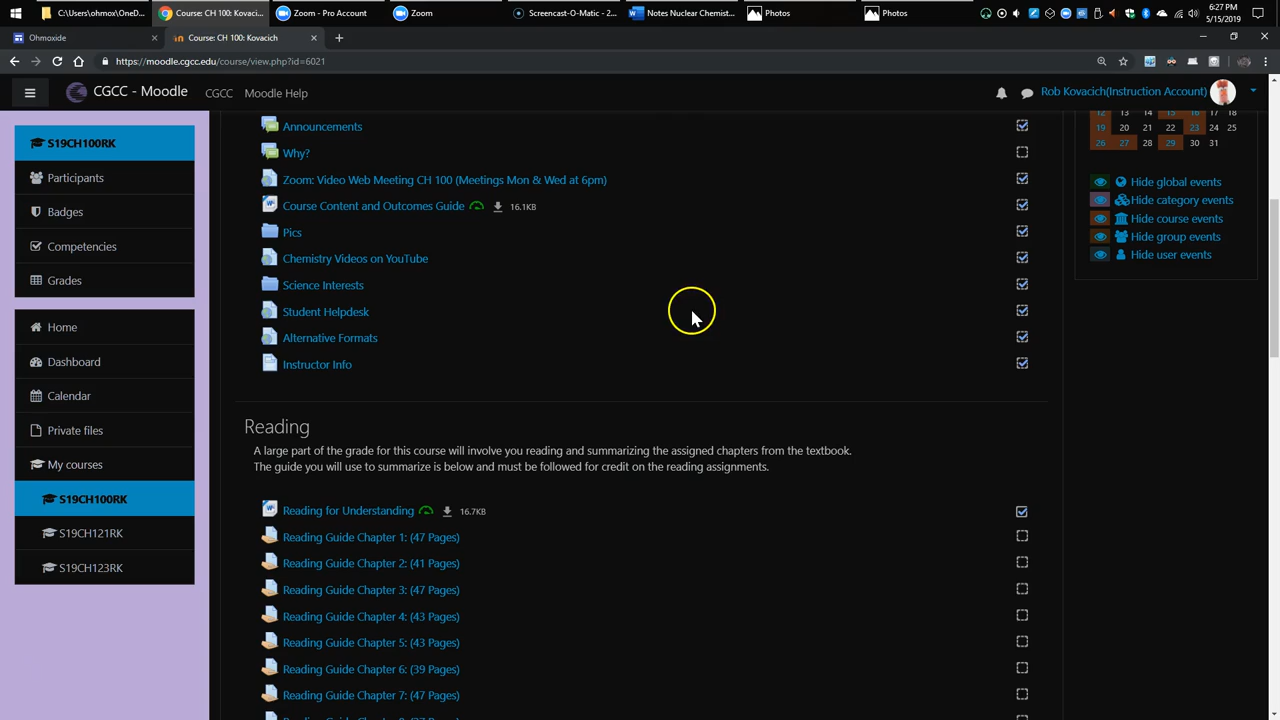 C:\Users\ohmox\OneD...
Course: CH 100: Kovaci...
Zoom - Pro Account
Zoom
Screencast-O-Matic - 2...
Notes Nuclear Chemist...
Photos
Photos
6:27 PM
5/15/2019
Ohmoxide
Course: CH 100: Kovacich
https://moodle.cgcc.edu/course/view.php?id=6021
CGCC - Moodle
CGCC
Moodle Help
Rob Kovacich(Instruction Account)
S19CH100RK
Participants
Badges
Competencies
Grades
Home
Dashboard
Calendar
Private files
My courses
S19CH100RK
S19CH121RK
S19CH123RK
Announcements
Why?
Zoom: Video Web Meeting CH 100 (Meetings Mon & Wed at 6pm)
Course Content and Outcomes Guide 16.1KB
Pics
Chemistry Videos on YouTube
Science Interests
Student Helpdesk
Alternative Formats
Instructor Info
Reading
A large part of the grade for this course will involve you reading and summarizing the assigned chapters from the textbook.
The guide you will use to summarize is below and must be followed for credit on the reading assignments.
Reading for Understanding 16.7KB
Reading Guide Chapter 1: (47 Pages)
Reading Guide Chapter 2: (41 Pages)
Reading Guide Chapter 3: (47 Pages)
Reading Guide Chapter 4: (43 Pages)
Reading Guide Chapter 5: (43 Pages)
Reading Guide Chapter 6: (39 Pages)
Reading Guide Chapter 7: (47 Pages)
12 13 14 15 16 17 18
19 20 21 22 23 24 25
26 27 28 29 30 31
Hide global events
Hide category events
Hide course events
Hide group events
Hide user events